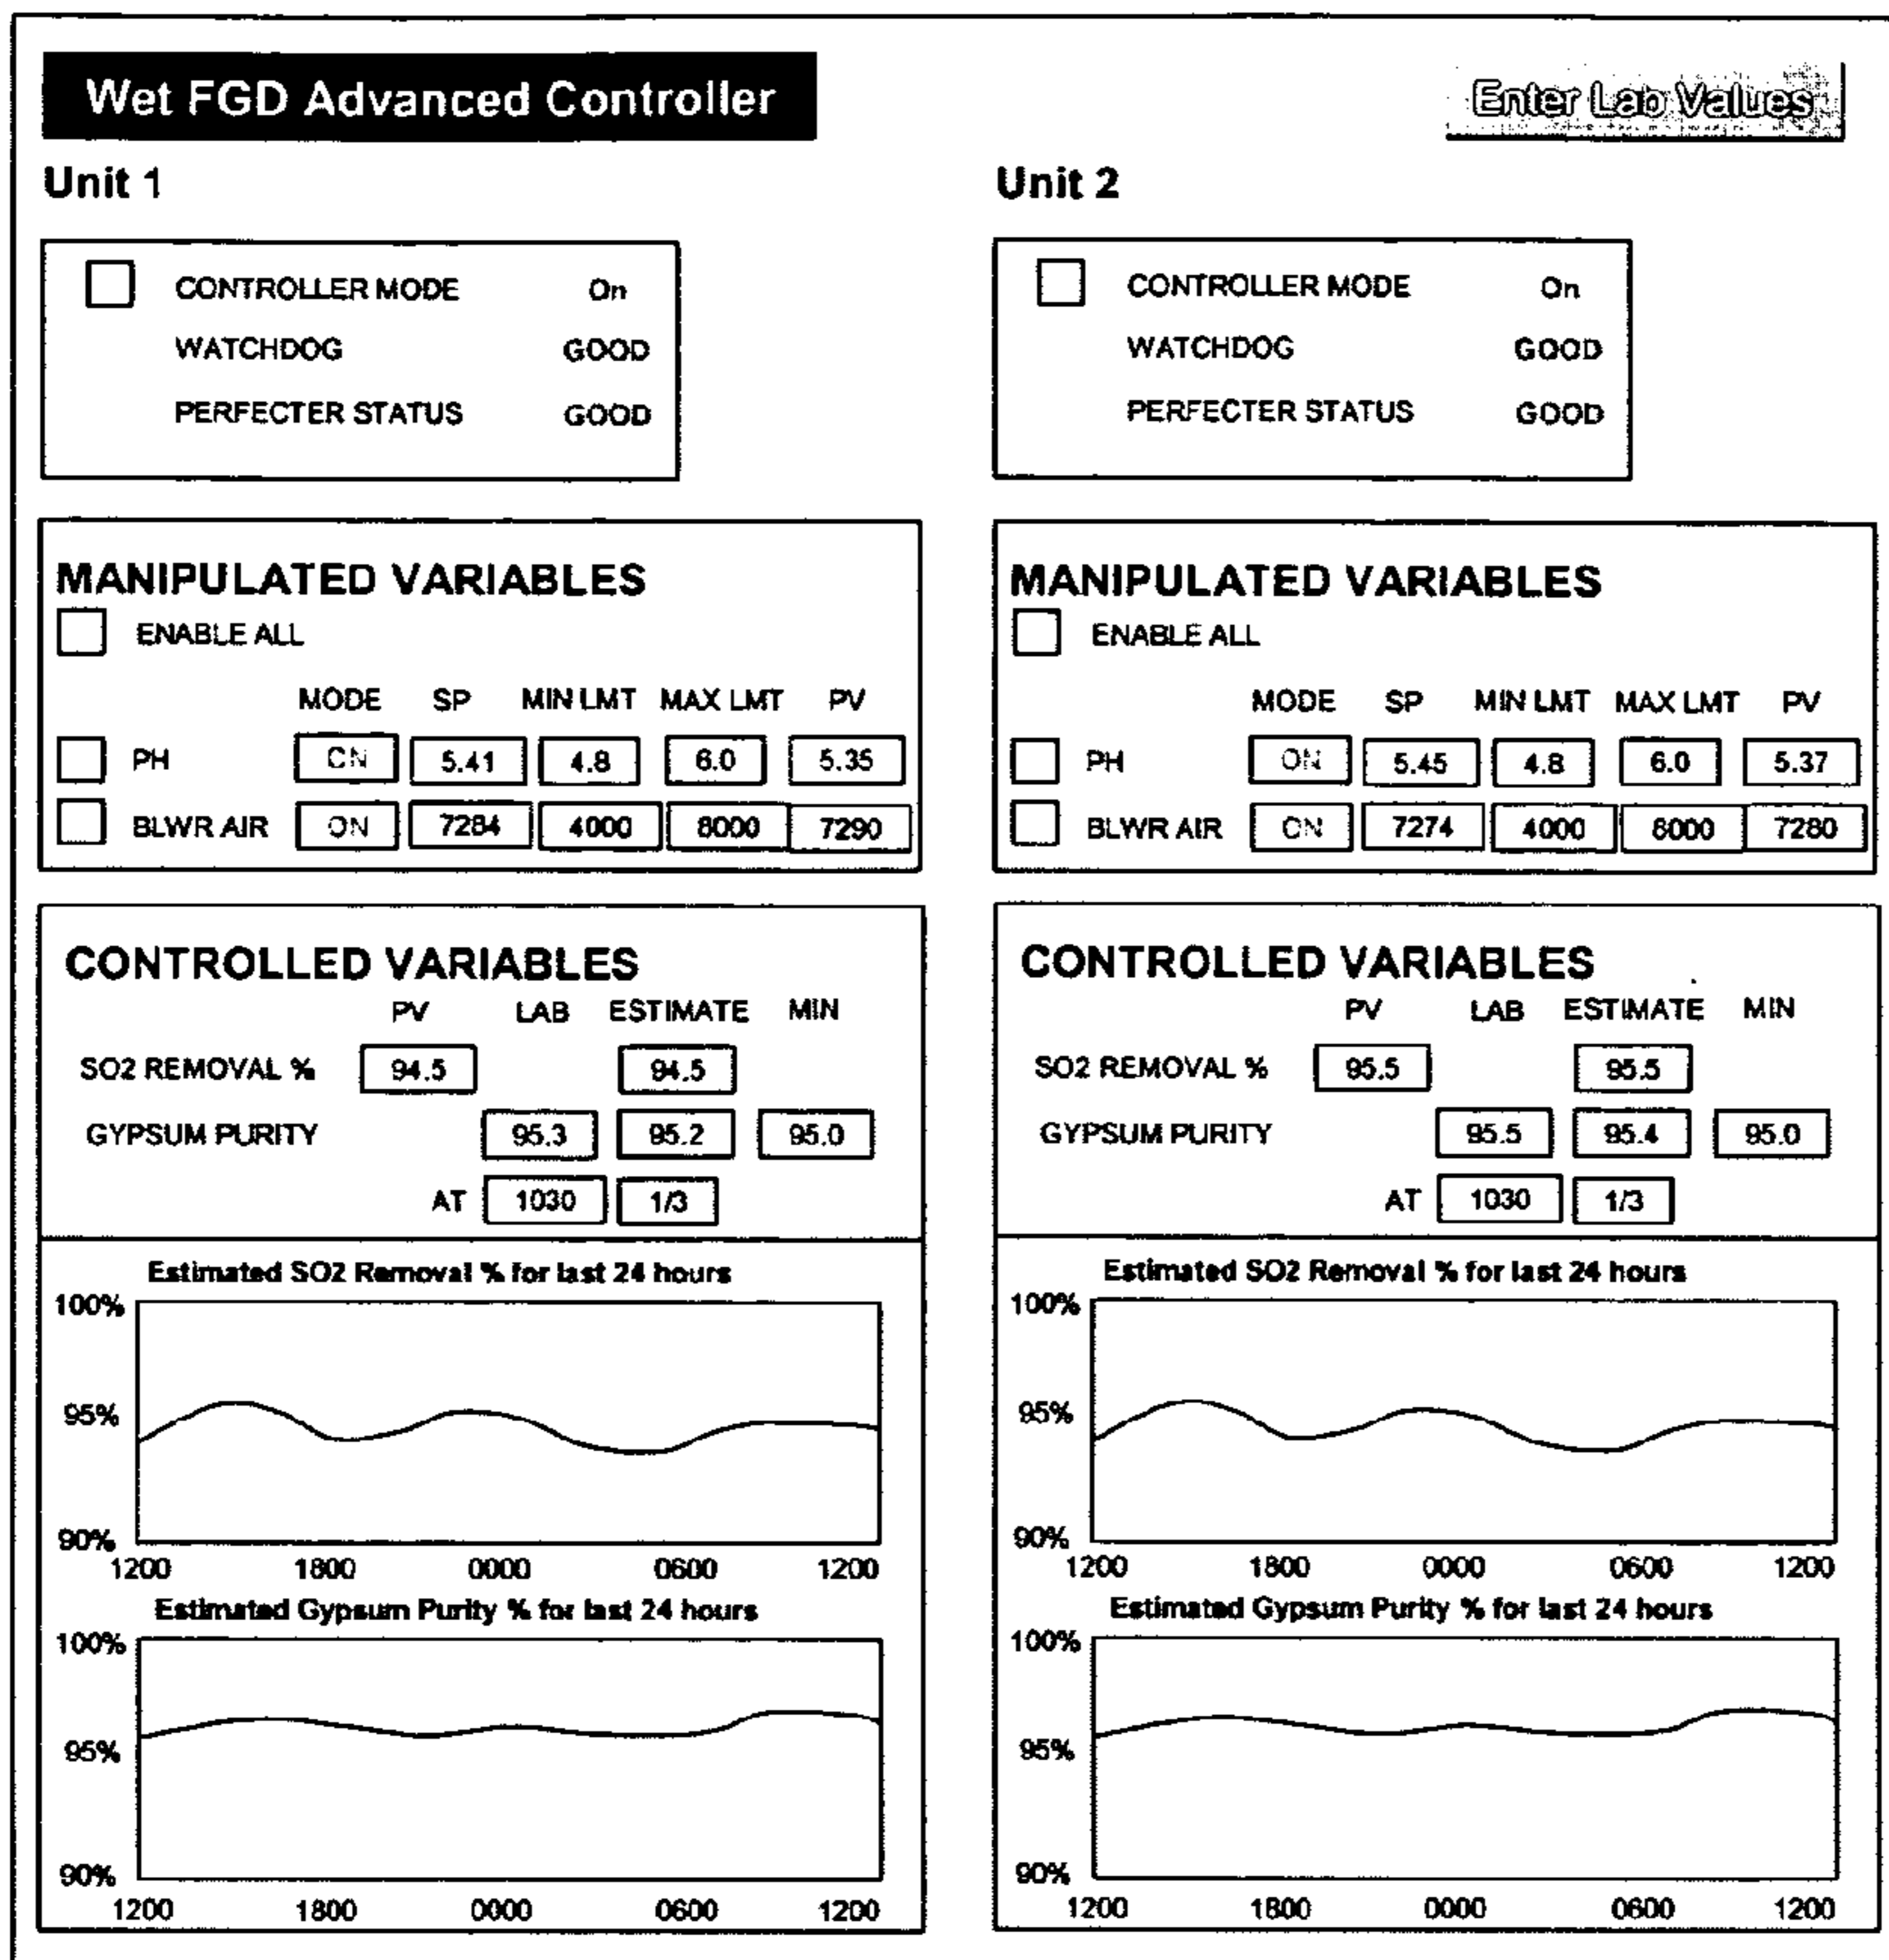 Wet FGD Advanced Controller
Enter Lab Values
Unit 1
CONTROLLER MODE On
WATCHDOG GOOD
PERFECTER STATUS GOOD
MANIPULATED VARIABLES
ENABLE ALL
MODE SP MIN LMT MAX LMT PV
PH ON 5.41 4.8 6.0 5.35
BLWR AIR ON 7284 4000 8000 7290
CONTROLLED VARIABLES
PV LAB ESTIMATE MIN
SO2 REMOVAL % 94.5 94.5
GYPSUM PURITY 95.3 95.2 95.0
AT 1030 1/3
Estimated SO2 Removal % for last 24 hours
100%
95%
90%
1200 1800 0000 0600 1200
Estimated Gypsum Purity % for last 24 hours
100%
95%
90%
1200 1800 0000 0600 1200
Unit 2
CONTROLLER MODE On
WATCHDOG GOOD
PERFECTER STATUS GOOD
MANIPULATED VARIABLES
ENABLE ALL
MODE SP MIN LMT MAX LMT PV
PH ON 5.45 4.8 6.0 5.37
BLWR AIR ON 7274 4000 8000 7280
CONTROLLED VARIABLES
PV LAB ESTIMATE MIN
SO2 REMOVAL % 95.5 95.5
GYPSUM PURITY 95.5 95.4 95.0
AT 1030 1/3
Estimated SO2 Removal % for last 24 hours
100%
95%
90%
1200 1800 0000 0600 1200
Estimated Gypsum Purity % for last 24 hours
100%
95%
90%
1200 1800 0000 0600 1200